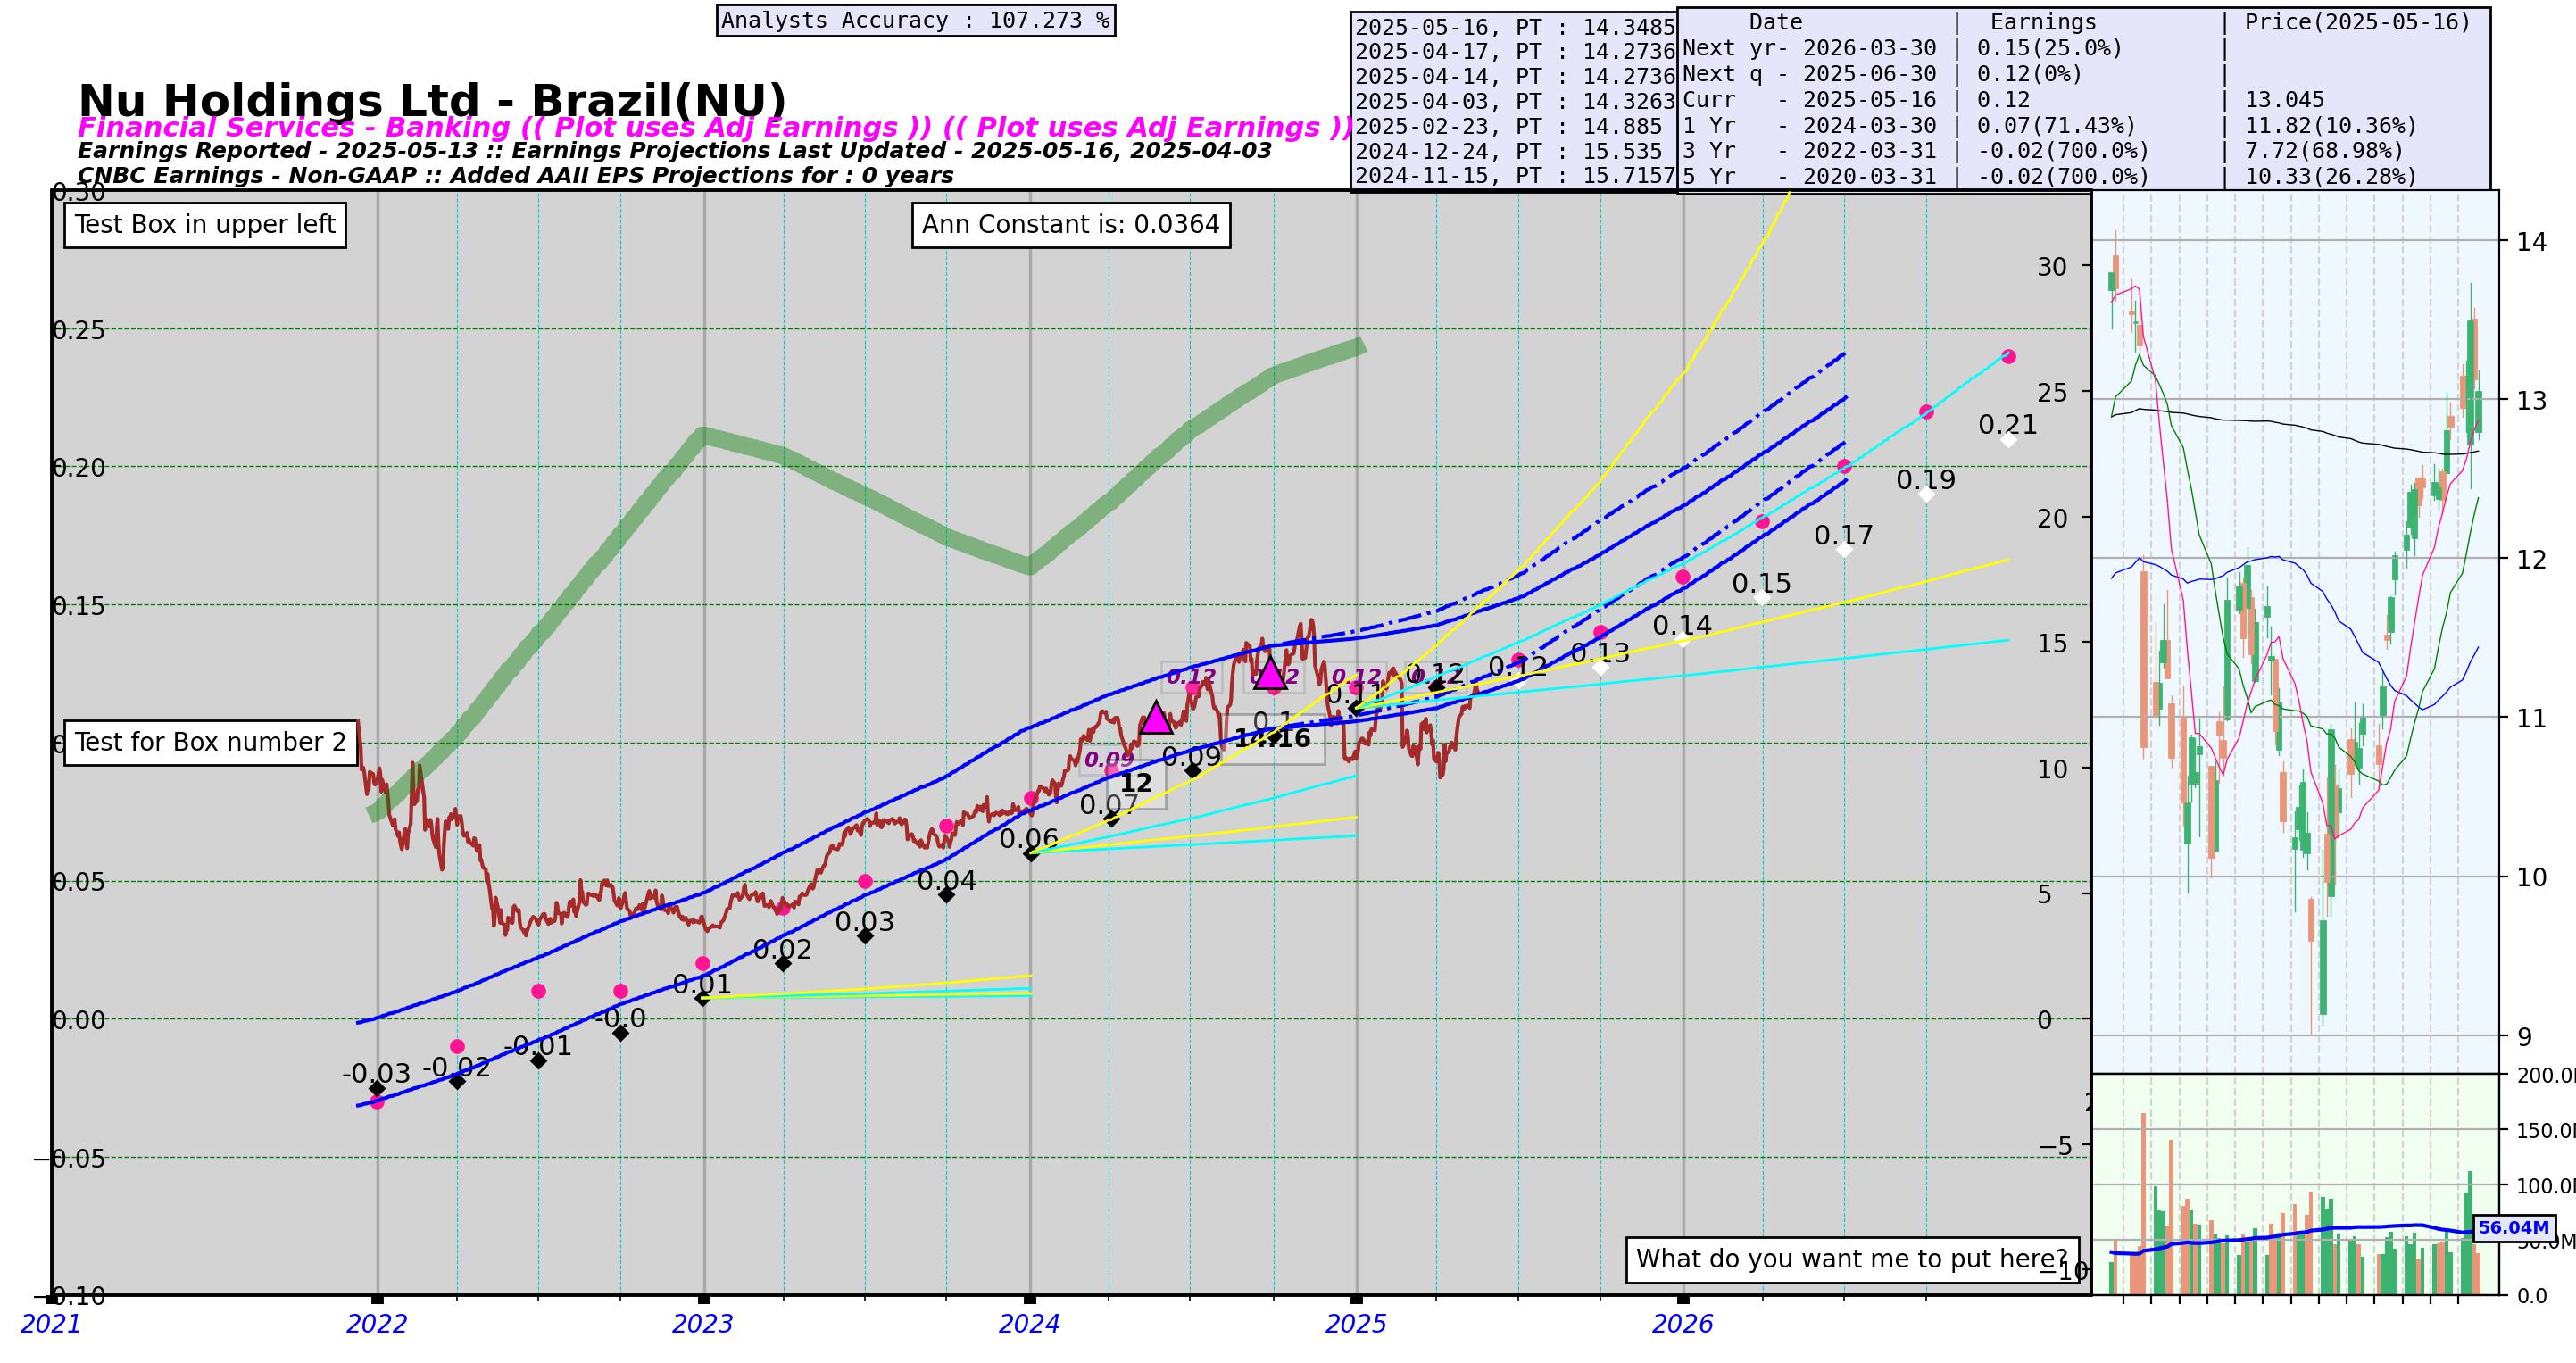 Analysts Accuracy : 107.273 %
2025-05-16, PT : 14.3485
2025-04-17, PT : 14.2736
2025-04-14, PT : 14.2736
2025-04-03, PT : 14.3263
2025-02-23, PT : 14.885
2024-12-24, PT : 15.535
2024-11-15, PT : 15.7157
Date | Earnings | Price(2025-05-16)
Next yr- 2026-03-30 | 0.15(25.0%) |
Next q - 2025-06-30 | 0.12(0%) |
Curr - 2025-05-16 | 0.12 | 13.045
1 Yr - 2024-03-30 | 0.07(71.43%) | 11.82(10.36%)
3 Yr - 2022-03-31 | -0.02(700.0%) | 7.72(68.98%)
5 Yr - 2020-03-31 | -0.02(700.0%) | 10.33(26.28%)
Nu Holdings Ltd - Brazil(NU)
Financial Services - Banking (( Plot uses Adj Earnings )) (( Plot uses Adj Earnings ))
Earnings Reported - 2025-05-13 :: Earnings Projections Last Updated - 2025-05-16, 2025-04-03
CNBC Earnings - Non-GAAP :: Added AAII EPS Projections for : 0 years
Test Box in upper left
Ann Constant is: 0.0364
Test for Box number 2
What do you want me to put here?
0.30
0.25
0.20
0.15
0.05
0.00
−0.05
−0.10
-0.03
-0.02
-0.01
-0.0
0.01
0.02
0.03
0.04
0.06
0.07
0.09
0.1
0.11
0.12
0.12
0.13
0.14
0.15
0.17
0.19
0.21
0.09
0.12
0.12
12
14.16
30
25
20
15
10
5
0
−5
−10
14
13
12
11
10
9
150.0M
100.0M
56.04M
0.0
2021
2022
2023
2024
2025
2026